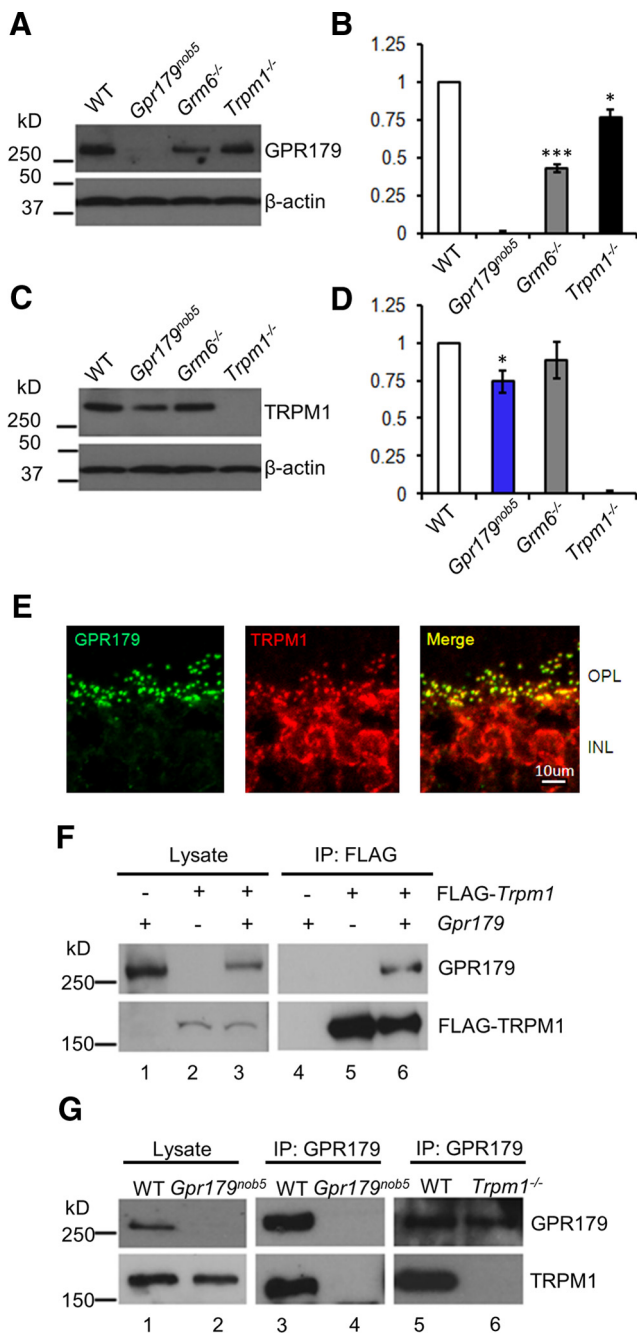 A
WT Gpr179nob5 Grm6-/- Trpm1-/-
kD
250
GPR179
50
37
β-actin
B
1.25
1
0.75
0.5
0.25
0
***
*
WT Gpr179nob5 Grm6-/- Trpm1-/-
C
WT Gpr179nob5 Grm6-/- Trpm1-/-
kD
250
TRPM1
50
37
β-actin
D
1.25
1
0.75
0.5
0.25
0
*
WT Gpr179nob5 Grm6-/- Trpm1-/-
E
GPR179 TRPM1 Merge
OPL
INL
10um
F
Lysate IP: FLAG
- + + - + + FLAG-Trpm1
+ - + + - + Gpr179
kD
250
GPR179
150
FLAG-TRPM1
1 2 3 4 5 6
G
Lysate IP: GPR179 IP: GPR179
WT Gpr179nob5 WT Gpr179nob5 WT Trpm1-/-
kD
250
GPR179
150
TRPM1
1 2 3 4 5 6